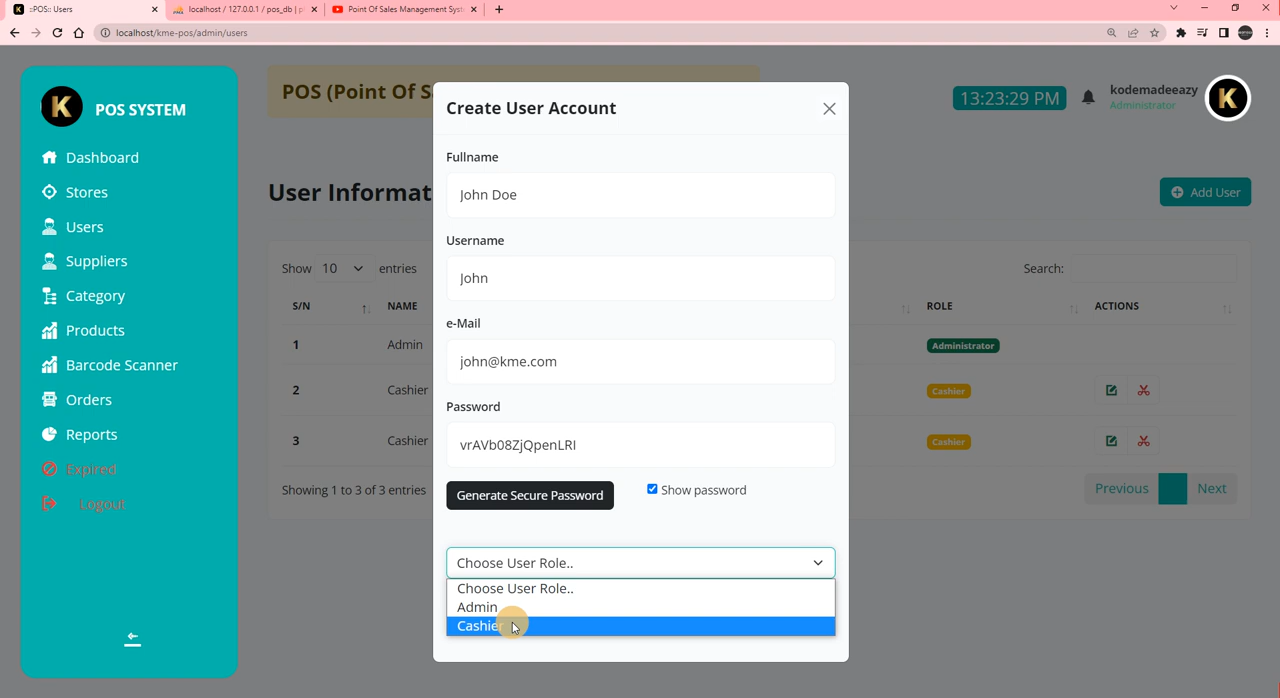 ::POS:: Users
localhost / 127.0.0.1 / pos_db | p
Point Of Sales Management Syst
localhost/kme-pos/admin/users
K
POS SYSTEM
Dashboard
Stores
Users
Suppliers
Category
Products
Barcode Scanner
Orders
Reports
Expired
Logout
POS (Point Of S
13:23:29 PM
kodemadeeazy
Administrator
K
User Informat
Add User
Show 10 entries
Search:
S/N NAME ROLE ACTIONS
1 Admin Administrator
2 Cashier Cashier
3 Cashier Cashier
Showing 1 to 3 of 3 entries
Previous Next
Create User Account
Fullname
John Doe
Username
John
e-Mail
john@kme.com
Password
vrAVb08ZjQpenLRI
Generate Secure Password
Show password
Choose User Role..
Choose User Role..
Admin
Cashier